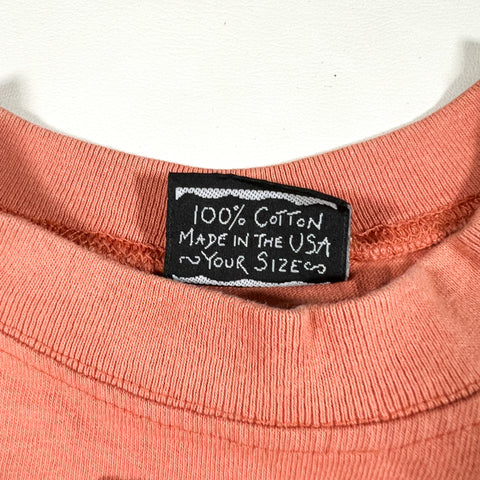 100% COTTON
MADE IN THE USA
~YOUR SIZE~